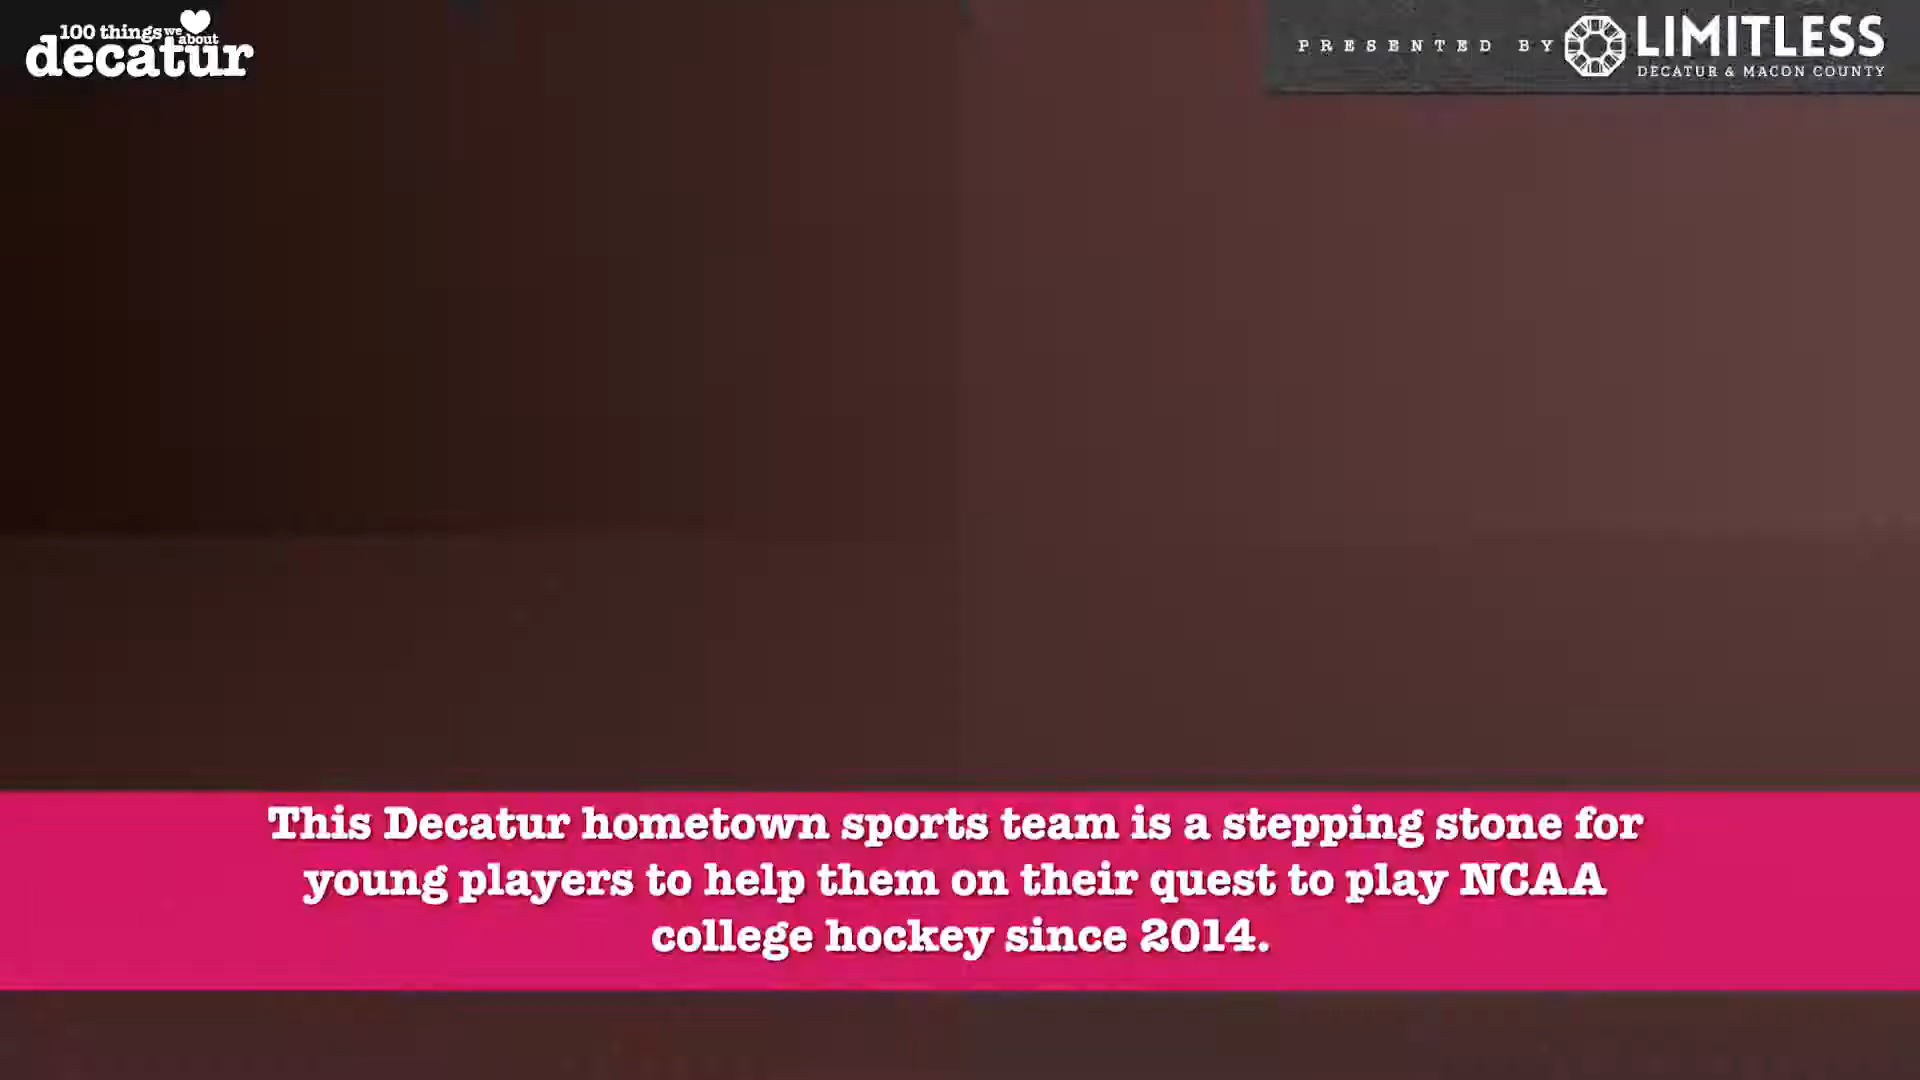 100 things we about
decatur
PRESENTED BY
LIMITLESS
DECATUR & MACON COUNTY
This Decatur hometown sports team is a stepping stone for
young players to help them on their quest to play NCAA
college hockey since 2014.